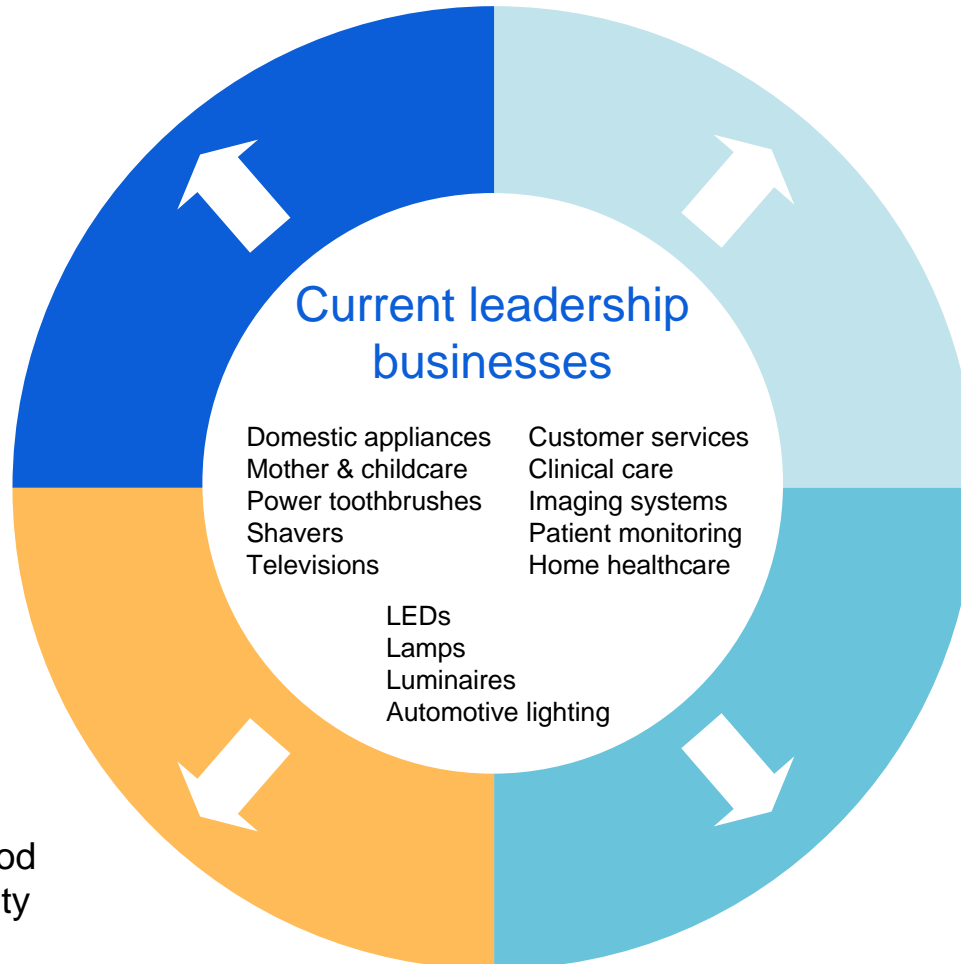 Current leadership
businesses
Domestic appliances
Mother & childcare
Power toothbrushes
Shavers
Televisions
Customer services
Clinical care
Imaging systems
Patient monitoring
Home healthcare
LEDs
Lamps
Luminaires
Automotive lighting